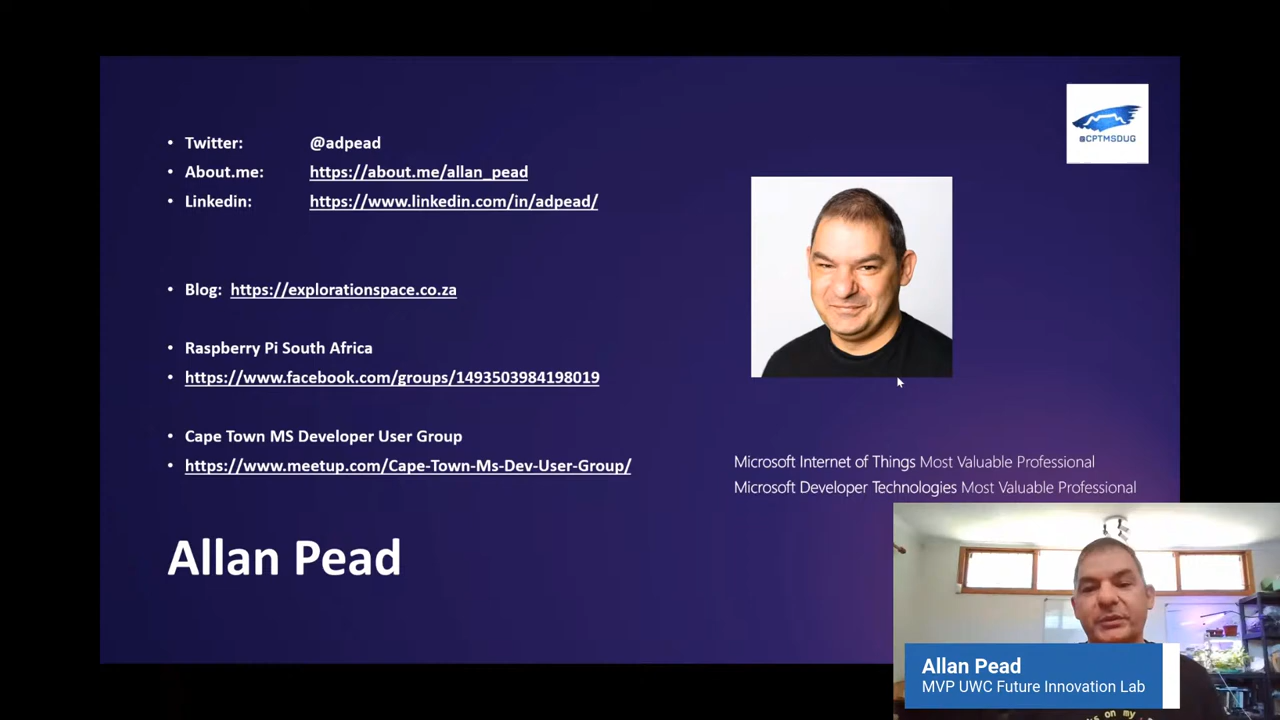 • Twitter: @adpead
• About.me: https://about.me/allan_pead
• Linkedin: https://www.linkedin.com/in/adpead/
• Blog: https://explorationspace.co.za
• Raspberry Pi South Africa
• https://www.facebook.com/groups/1493503984198019
• Cape Town MS Developer User Group
• https://www.meetup.com/Cape-Town-Ms-Dev-User-Group/
Allan Pead
@CPTMSDUG
Microsoft Internet of Things Most Valuable Professional
Microsoft Developer Technologies Most Valuable Professional
Allan Pead
MVP UWC Future Innovation Lab
on my